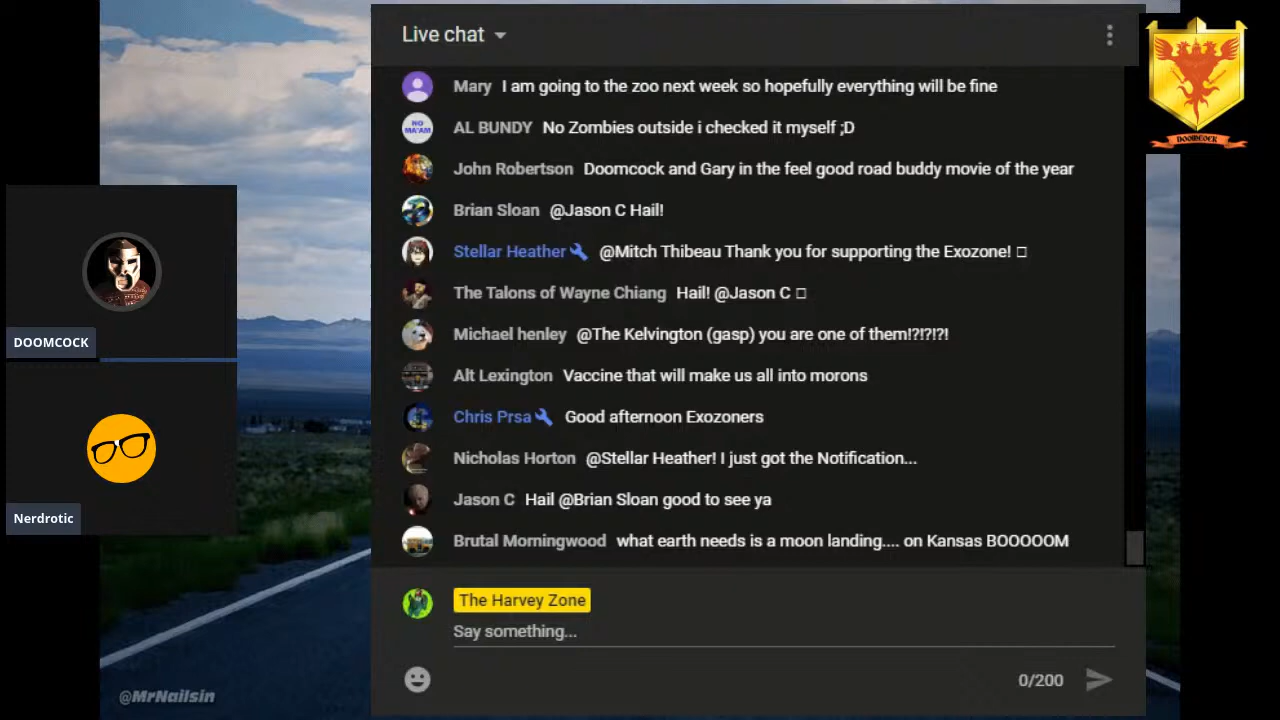 Live chat
Mary I am going to the zoo next week so hopefully everything will be fine
AL BUNDY No Zombies outside i checked it myself ;D
John Robertson Doomcock and Gary in the feel good road buddy movie of the year
Brian Sloan @Jason C Hail!
Stellar Heather @Mitch Thibeau Thank you for supporting the Exozone! □
The Talons of Wayne Chiang Hail! @Jason C □
Michael henley @The Kelvington (gasp) you are one of them!?!?!?!
Alt Lexington Vaccine that will make us all into morons
Chris Prsa Good afternoon Exozoners
Nicholas Horton @Stellar Heather! I just got the Notification...
Jason C Hail @Brian Sloan good to see ya
Brutal Morningwood what earth needs is a moon landing.... on Kansas BOOOOOM
The Harvey Zone
Say something...
0/200
DOOMCOCK
Nerdrotic
@MrNailsin
DOOMCOCK
NO
MA'AM